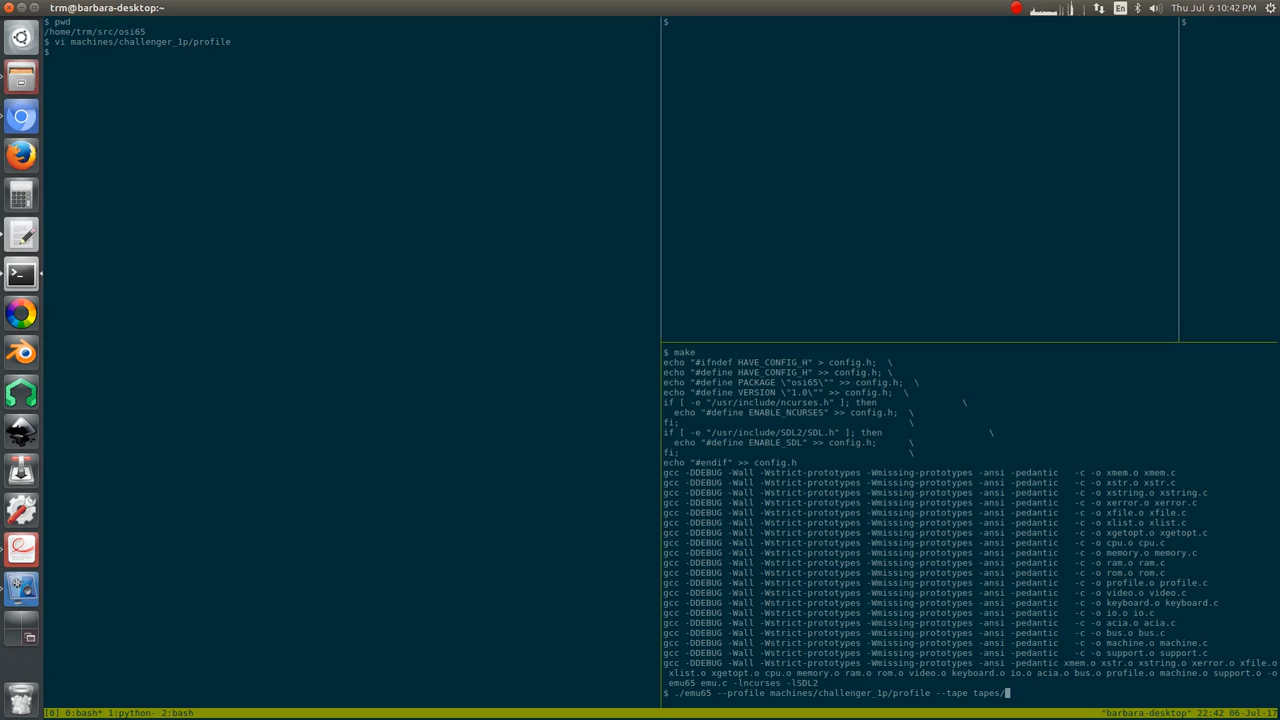 trm@barbara-desktop:~
En
Thu Jul 6 10:42 PM
$ pwd
/home/trm/src/osi65
$ vi machines/challenger_1p/profile
$
$
$
$ make
echo "#ifndef HAVE_CONFIG_H" > config.h;  \
echo "#define HAVE_CONFIG_H" >> config.h; \
echo "#define PACKAGE \"osi65\"" >> config.h;  \
echo "#define VERSION \"1.0\"" >> config.h;  \
if [ -e "/usr/include/ncurses.h" ]; then                \
  echo "#define ENABLE_NCURSES" >> config.h;  \
fi;                                           \
if [ -e "/usr/include/SDL2/SDL.h" ]; then                    \
  echo "#define ENABLE_SDL" >> config.h;      \
fi;                                           \
echo "#endif" >> config.h
gcc -DDEBUG -Wall -Wstrict-prototypes -Wmissing-prototypes -ansi -pedantic   -c -o xmem.o xmem.c
gcc -DDEBUG -Wall -Wstrict-prototypes -Wmissing-prototypes -ansi -pedantic   -c -o xstr.o xstr.c
gcc -DDEBUG -Wall -Wstrict-prototypes -Wmissing-prototypes -ansi -pedantic   -c -o xstring.o xstring.c
gcc -DDEBUG -Wall -Wstrict-prototypes -Wmissing-prototypes -ansi -pedantic   -c -o xerror.o xerror.c
gcc -DDEBUG -Wall -Wstrict-prototypes -Wmissing-prototypes -ansi -pedantic   -c -o xfile.o xfile.c
gcc -DDEBUG -Wall -Wstrict-prototypes -Wmissing-prototypes -ansi -pedantic   -c -o xlist.o xlist.c
gcc -DDEBUG -Wall -Wstrict-prototypes -Wmissing-prototypes -ansi -pedantic   -c -o xgetopt.o xgetopt.c
gcc -DDEBUG -Wall -Wstrict-prototypes -Wmissing-prototypes -ansi -pedantic   -c -o cpu.o cpu.c
gcc -DDEBUG -Wall -Wstrict-prototypes -Wmissing-prototypes -ansi -pedantic   -c -o memory.o memory.c
gcc -DDEBUG -Wall -Wstrict-prototypes -Wmissing-prototypes -ansi -pedantic   -c -o ram.o ram.c
gcc -DDEBUG -Wall -Wstrict-prototypes -Wmissing-prototypes -ansi -pedantic   -c -o rom.o rom.c
gcc -DDEBUG -Wall -Wstrict-prototypes -Wmissing-prototypes -ansi -pedantic   -c -o profile.o profile.c
gcc -DDEBUG -Wall -Wstrict-prototypes -Wmissing-prototypes -ansi -pedantic   -c -o video.o video.c
gcc -DDEBUG -Wall -Wstrict-prototypes -Wmissing-prototypes -ansi -pedantic   -c -o keyboard.o keyboard.c
gcc -DDEBUG -Wall -Wstrict-prototypes -Wmissing-prototypes -ansi -pedantic   -c -o io.o io.c
gcc -DDEBUG -Wall -Wstrict-prototypes -Wmissing-prototypes -ansi -pedantic   -c -o acia.o acia.c
gcc -DDEBUG -Wall -Wstrict-prototypes -Wmissing-prototypes -ansi -pedantic   -c -o bus.o bus.c
gcc -DDEBUG -Wall -Wstrict-prototypes -Wmissing-prototypes -ansi -pedantic   -c -o machine.o machine.c
gcc -DDEBUG -Wall -Wstrict-prototypes -Wmissing-prototypes -ansi -pedantic   -c -o support.o support.c
gcc -DDEBUG -Wall -Wstrict-prototypes -Wmissing-prototypes -ansi -pedantic xmem.o xstr.o xstring.o xerror.o xfile.o
 xlist.o xgetopt.o cpu.o memory.o ram.o rom.o video.o keyboard.o io.o acia.o bus.o profile.o machine.o support.o -o
 emu65 emu.c -lncurses -lSDL2
$ ./emu65 --profile machines/challenger_1p/profile --tape tapes/
[0] 0:bash* 1:python- 2:bash
"barbara-desktop" 22:42 06-Jul-17